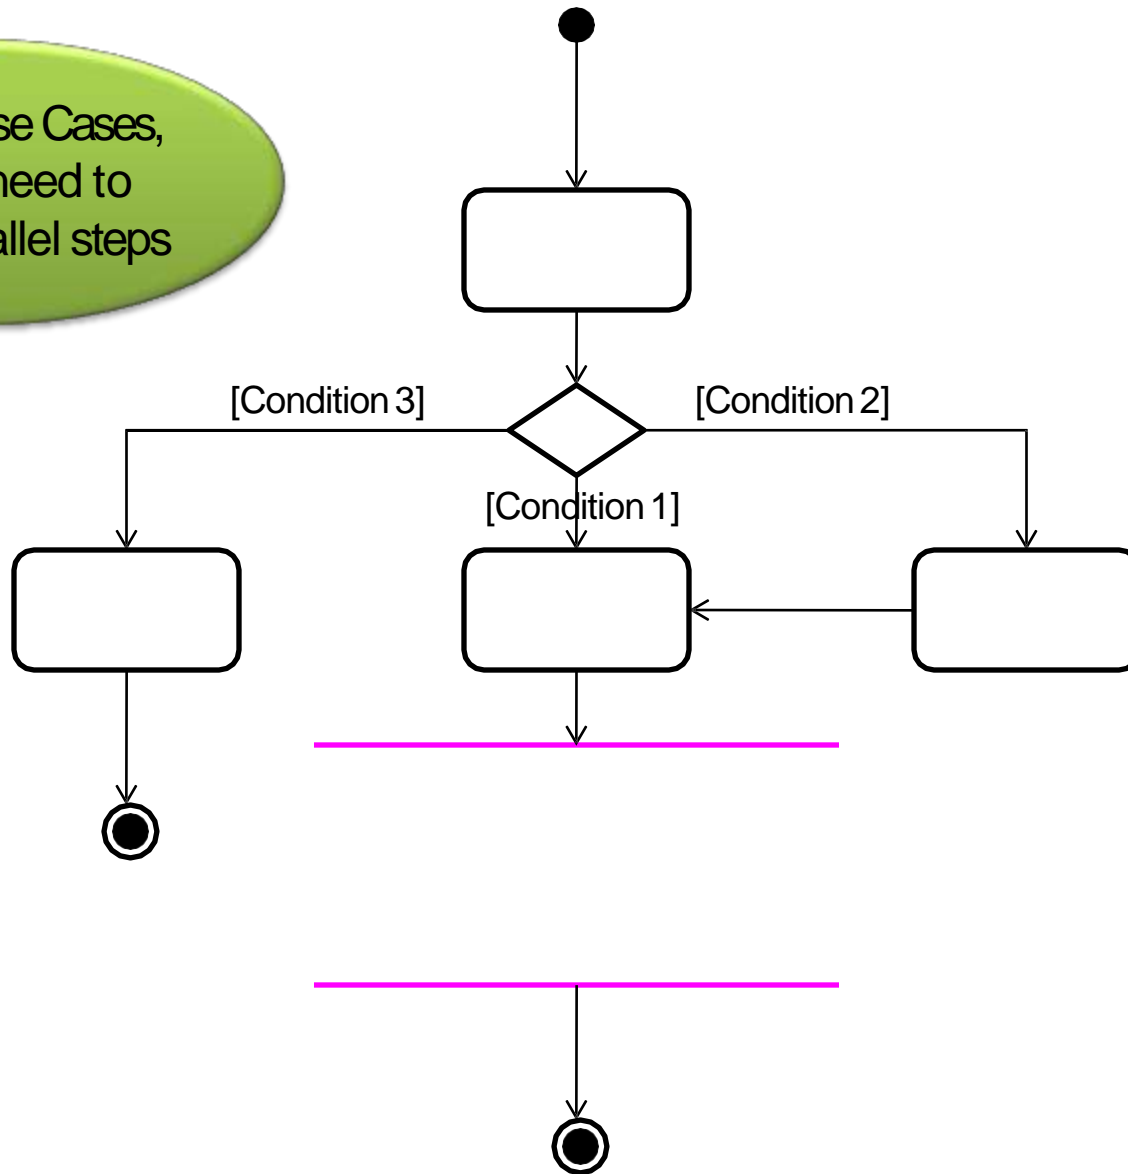 se Cases,
need to
allel steps
[Condition 3]
[Condition 2]
[Condition 1]